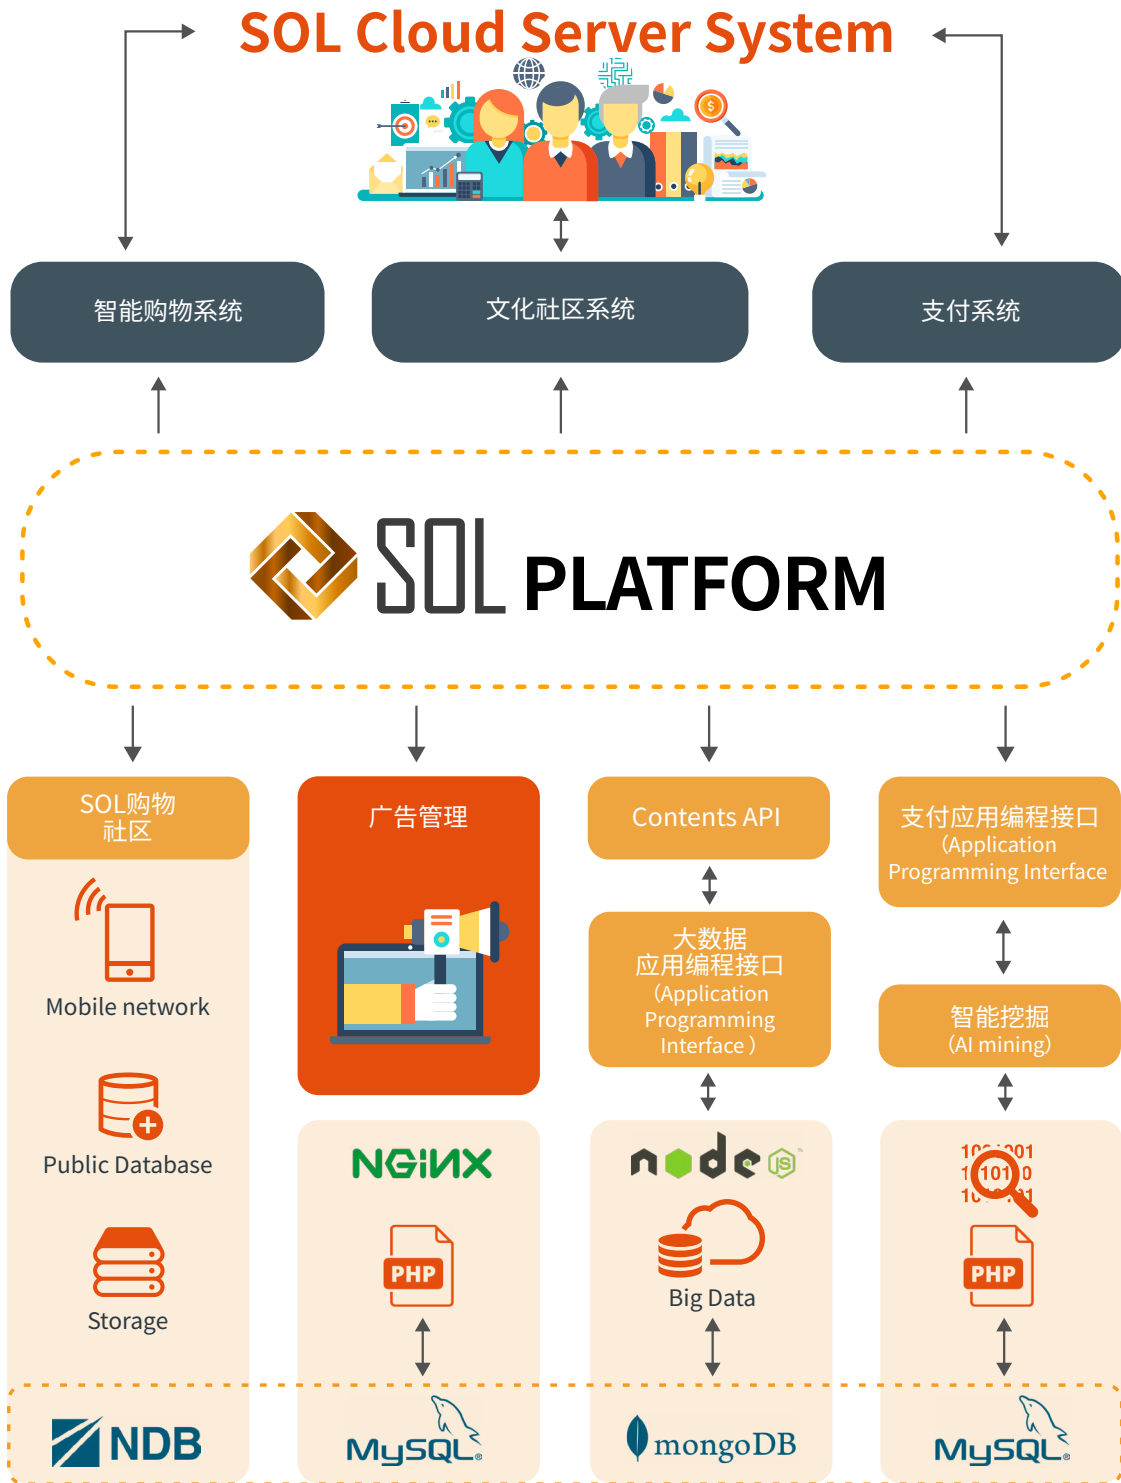 SOL Cloud Server System
智能购物系统
文化社区系统
支付系统
SOL PLATFORM
SOL购物
社区
Mobile network
Public Database
Storage
NDB
广告管理
NGiNX
PHP
MySQL®
Contents API
大数据
应用编程接口
（Application
Programming
Interface ）
node JS™
Big Data
mongoDB
支付应用编程接口
（Application
Programming Interface
智能挖掘
（AI mining）
PHP
MySQL®